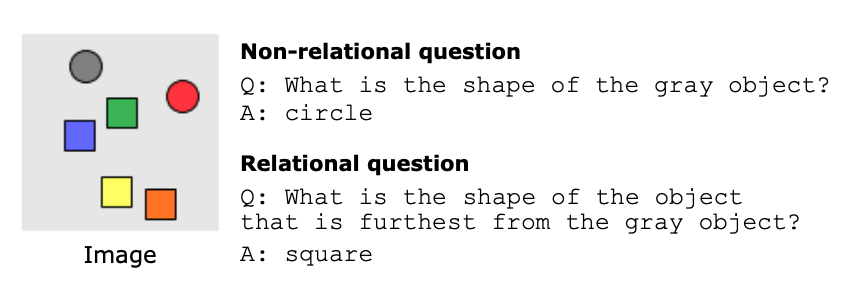 Non-relational question
Q: What is the shape of the gray object?
A: circle
Relational question
Q: What is the shape of the object
that is furthest from the gray object?
A: square
Image